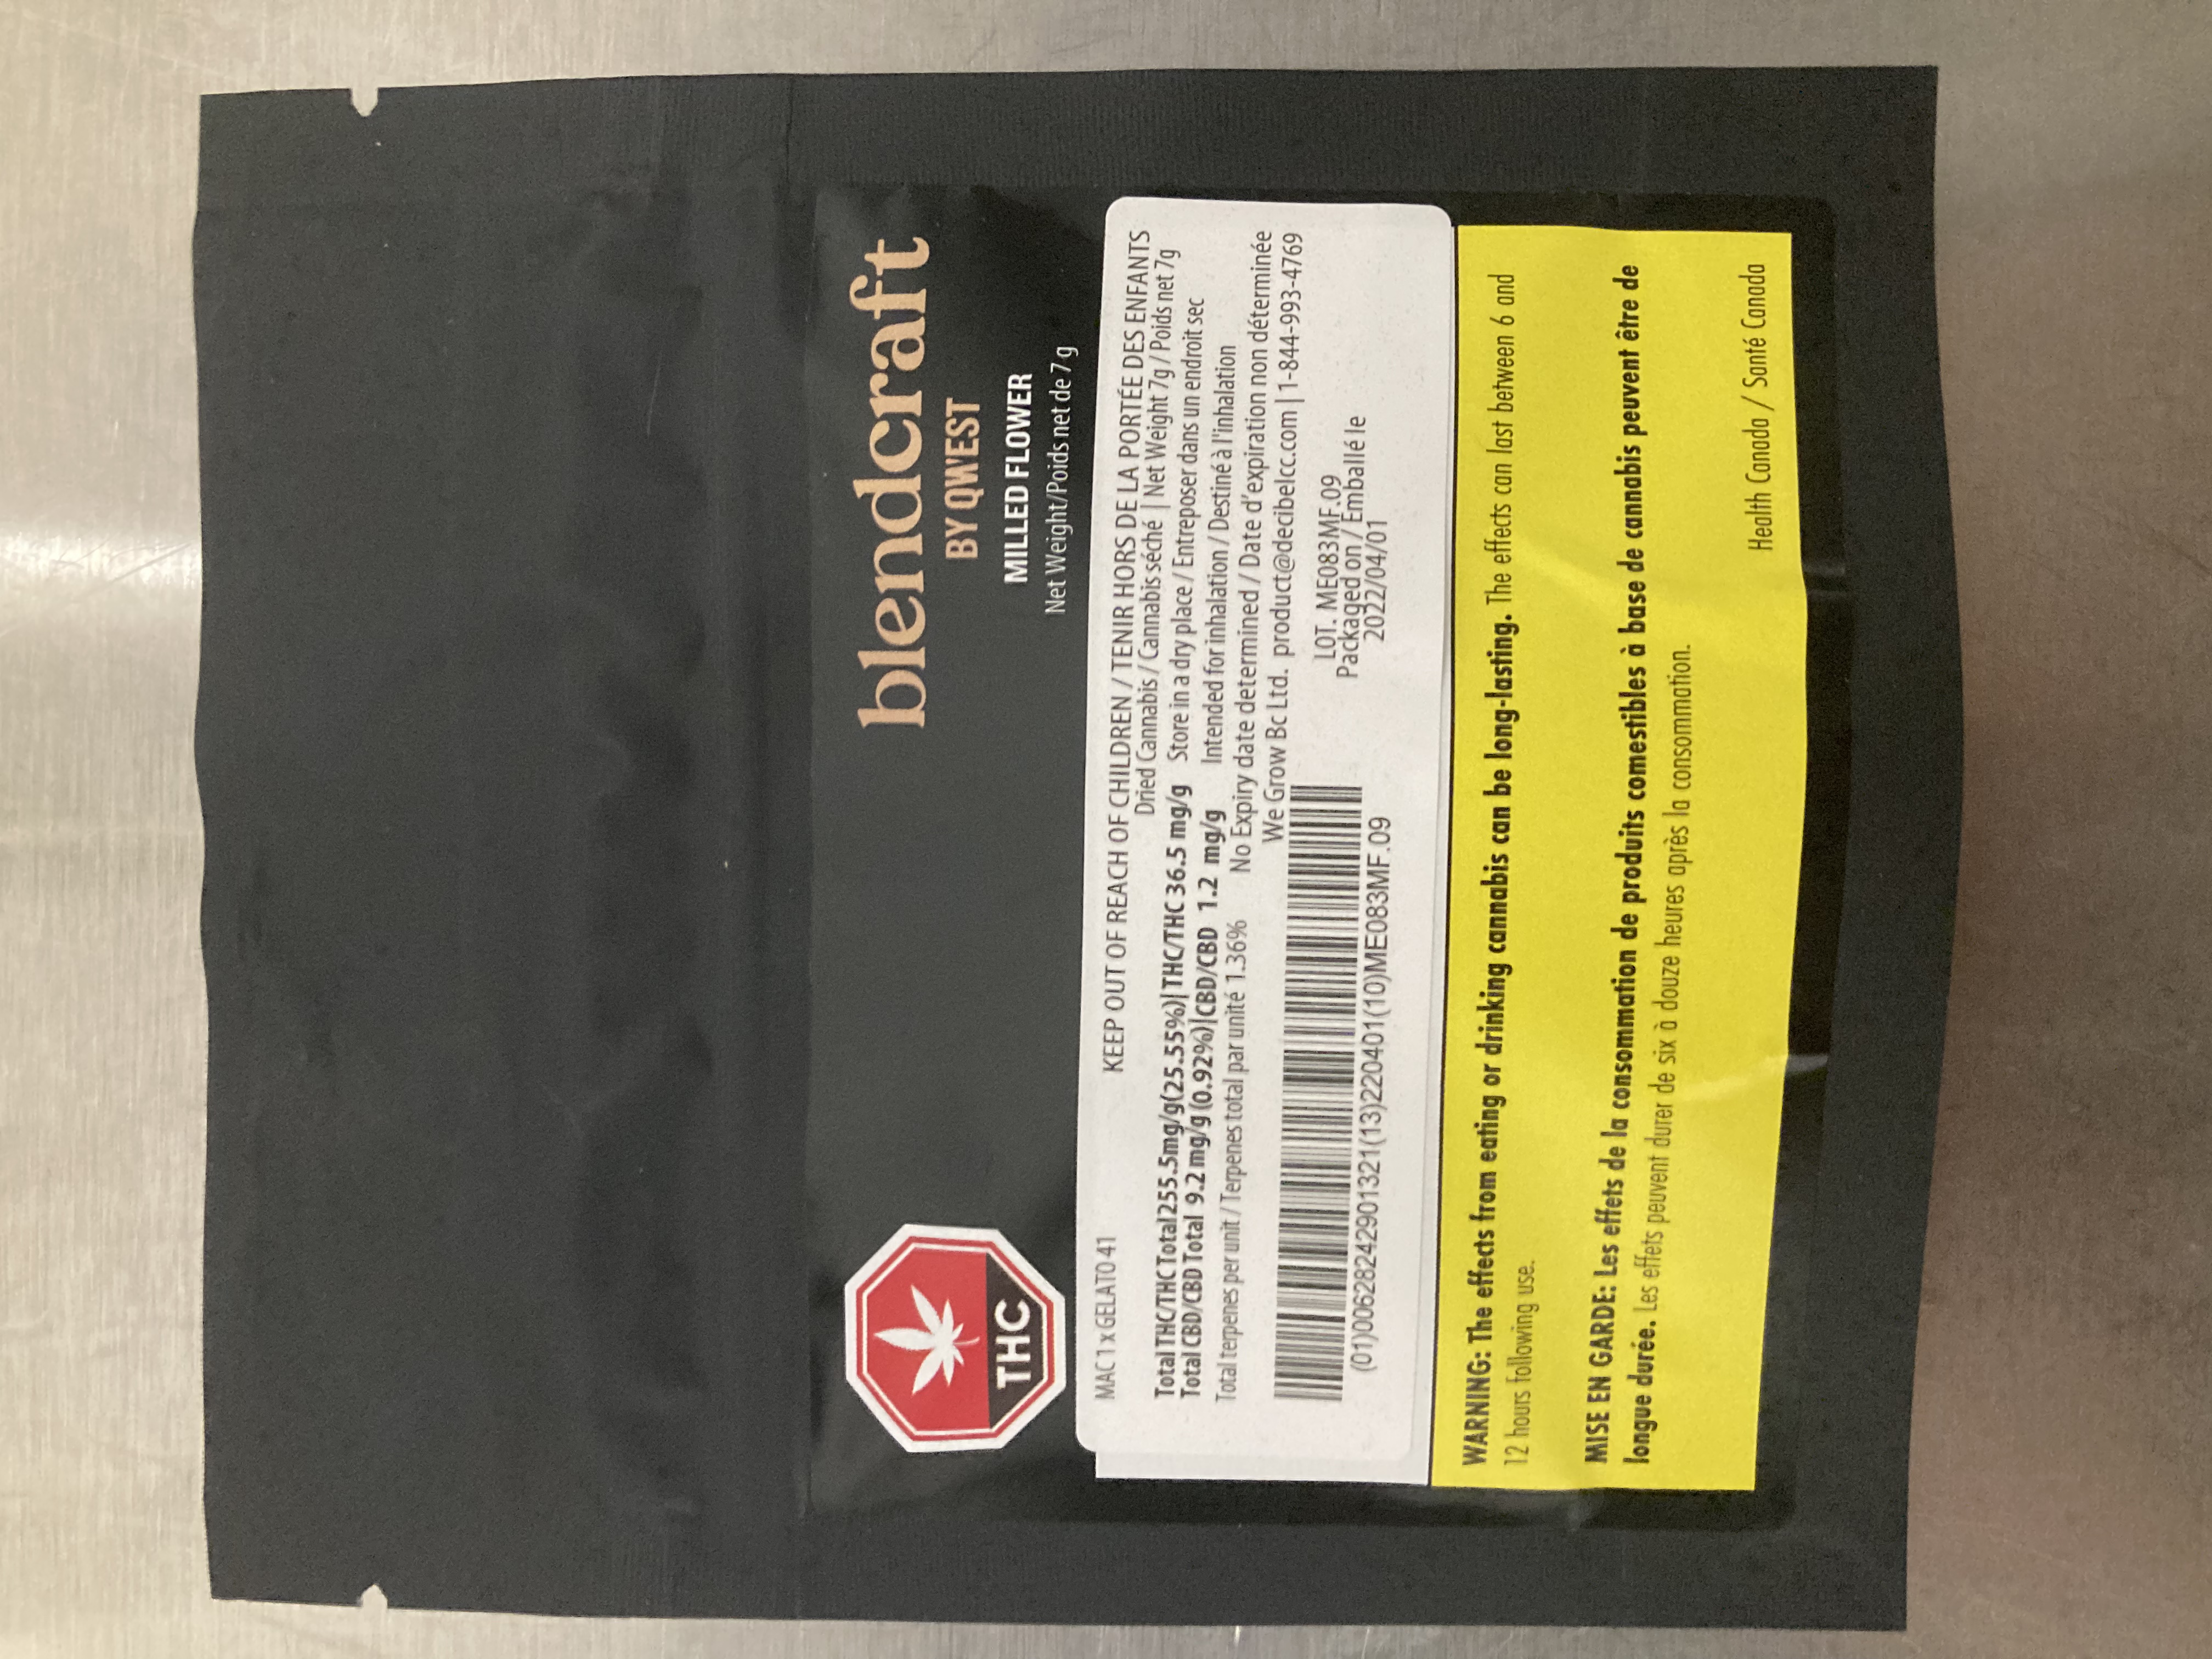 blendcraft
BY QWEST
MILLED FLOWER
Net Weight/Poids net de 7 g
THC
MAC 1 x GELATO 41
KEEP OUT OF REACH OF CHILDREN / TENIR HORS DE LA PORTÉE DES ENFANTS
Dried Cannabis / Cannabis séché | Net Weight 7g / Poids net 7g
Total THC/THC Total 255.5mg/g(25.55%)| THC/THC 36.5 mg/g
Store in a dry place / Entreposer dans un endroit sec
Total CBD/CBD Total 9.2 mg/g (0.92%)|CBD/CBD 1.2 mg/g
Intended for inhalation / Destiné à l'inhalation
Total terpenes per unit / Terpenes total par unité 1.36%
No Expiry date determined / Date d'expiration non déterminée
We Grow Bc Ltd. product@decibelcc.com | 1-844-993-4769
(01)00628242901321(13)220401(10)ME083MF.09
LOT. ME083MF.09
Packaged on / Emballé le
2022/04/01
WARNING: The effects from eating or drinking cannabis can be long-lasting. The effects can last between 6 and
12 hours following use.
MISE EN GARDE: Les effets de la consommation de produits comestibles à base de cannabis peuvent être de
longue durée. Les effets peuvent durer de six à douze heures après la consommation.
Health Canada / Santé Canada